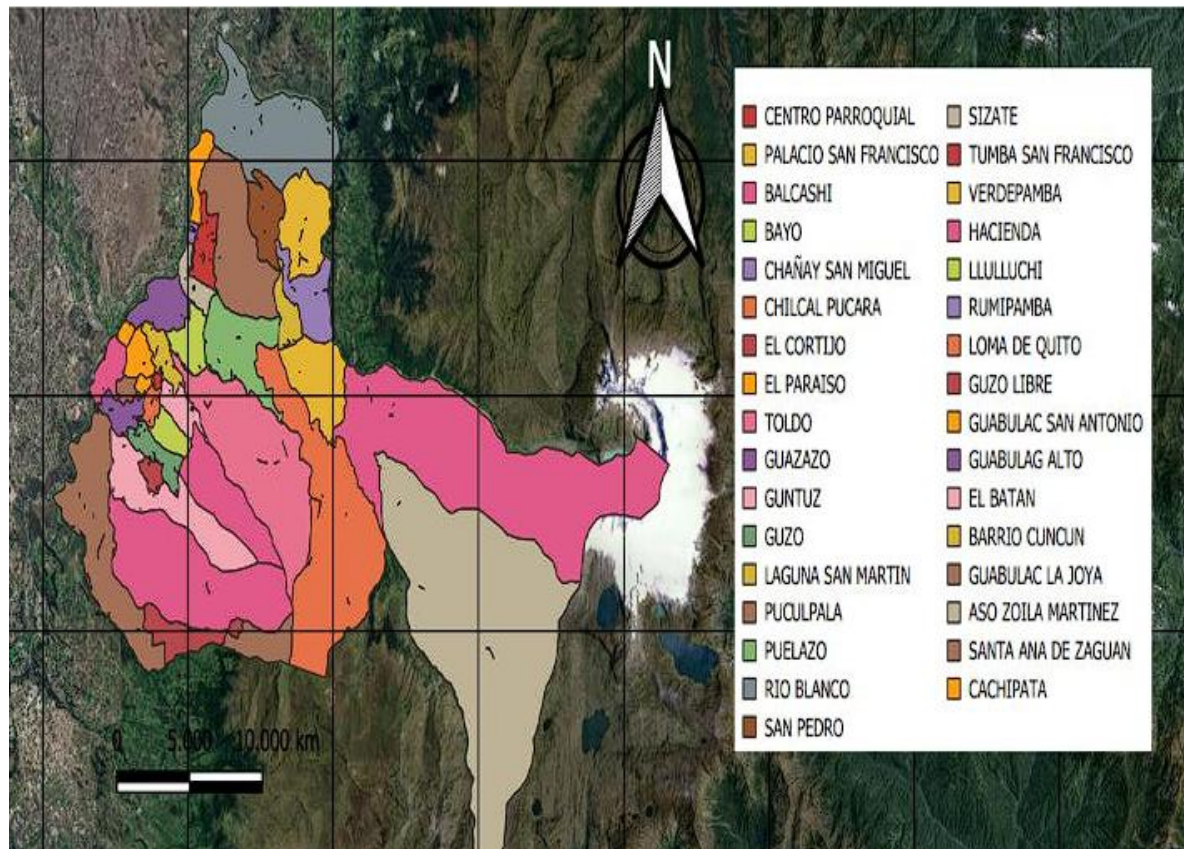 N
CENTRO PARROQUIAL
PALACIO SAN FRANCISCO
BALCASHI
BAYO
CHAÑAY SAN MIGUEL
CHILCAL PUCARA
EL CORTIJO
EL PARAISO
TOLDO
GUAZAZO
GUNTUZ
GUZO
LAGUNA SAN MARTIN
PUCULPALA
PUELAZO
RIO BLANCO
SAN PEDRO
SIZATE
TUMBA SAN FRANCISCO
VERDEPAMBA
HACIENDA
LLULLUCHI
RUMIPAMBA
LOMA DE QUITO
GUZO LIBRE
GUABULAC SAN ANTONIO
GUABULAG ALTO
EL BATAN
BARRIO CUNCUN
GUABULAC LA JOYA
ASO ZOILA MARTINEZ
SANTA ANA DE ZAGUAN
CACHIPATA
0 5.000 10.000 km